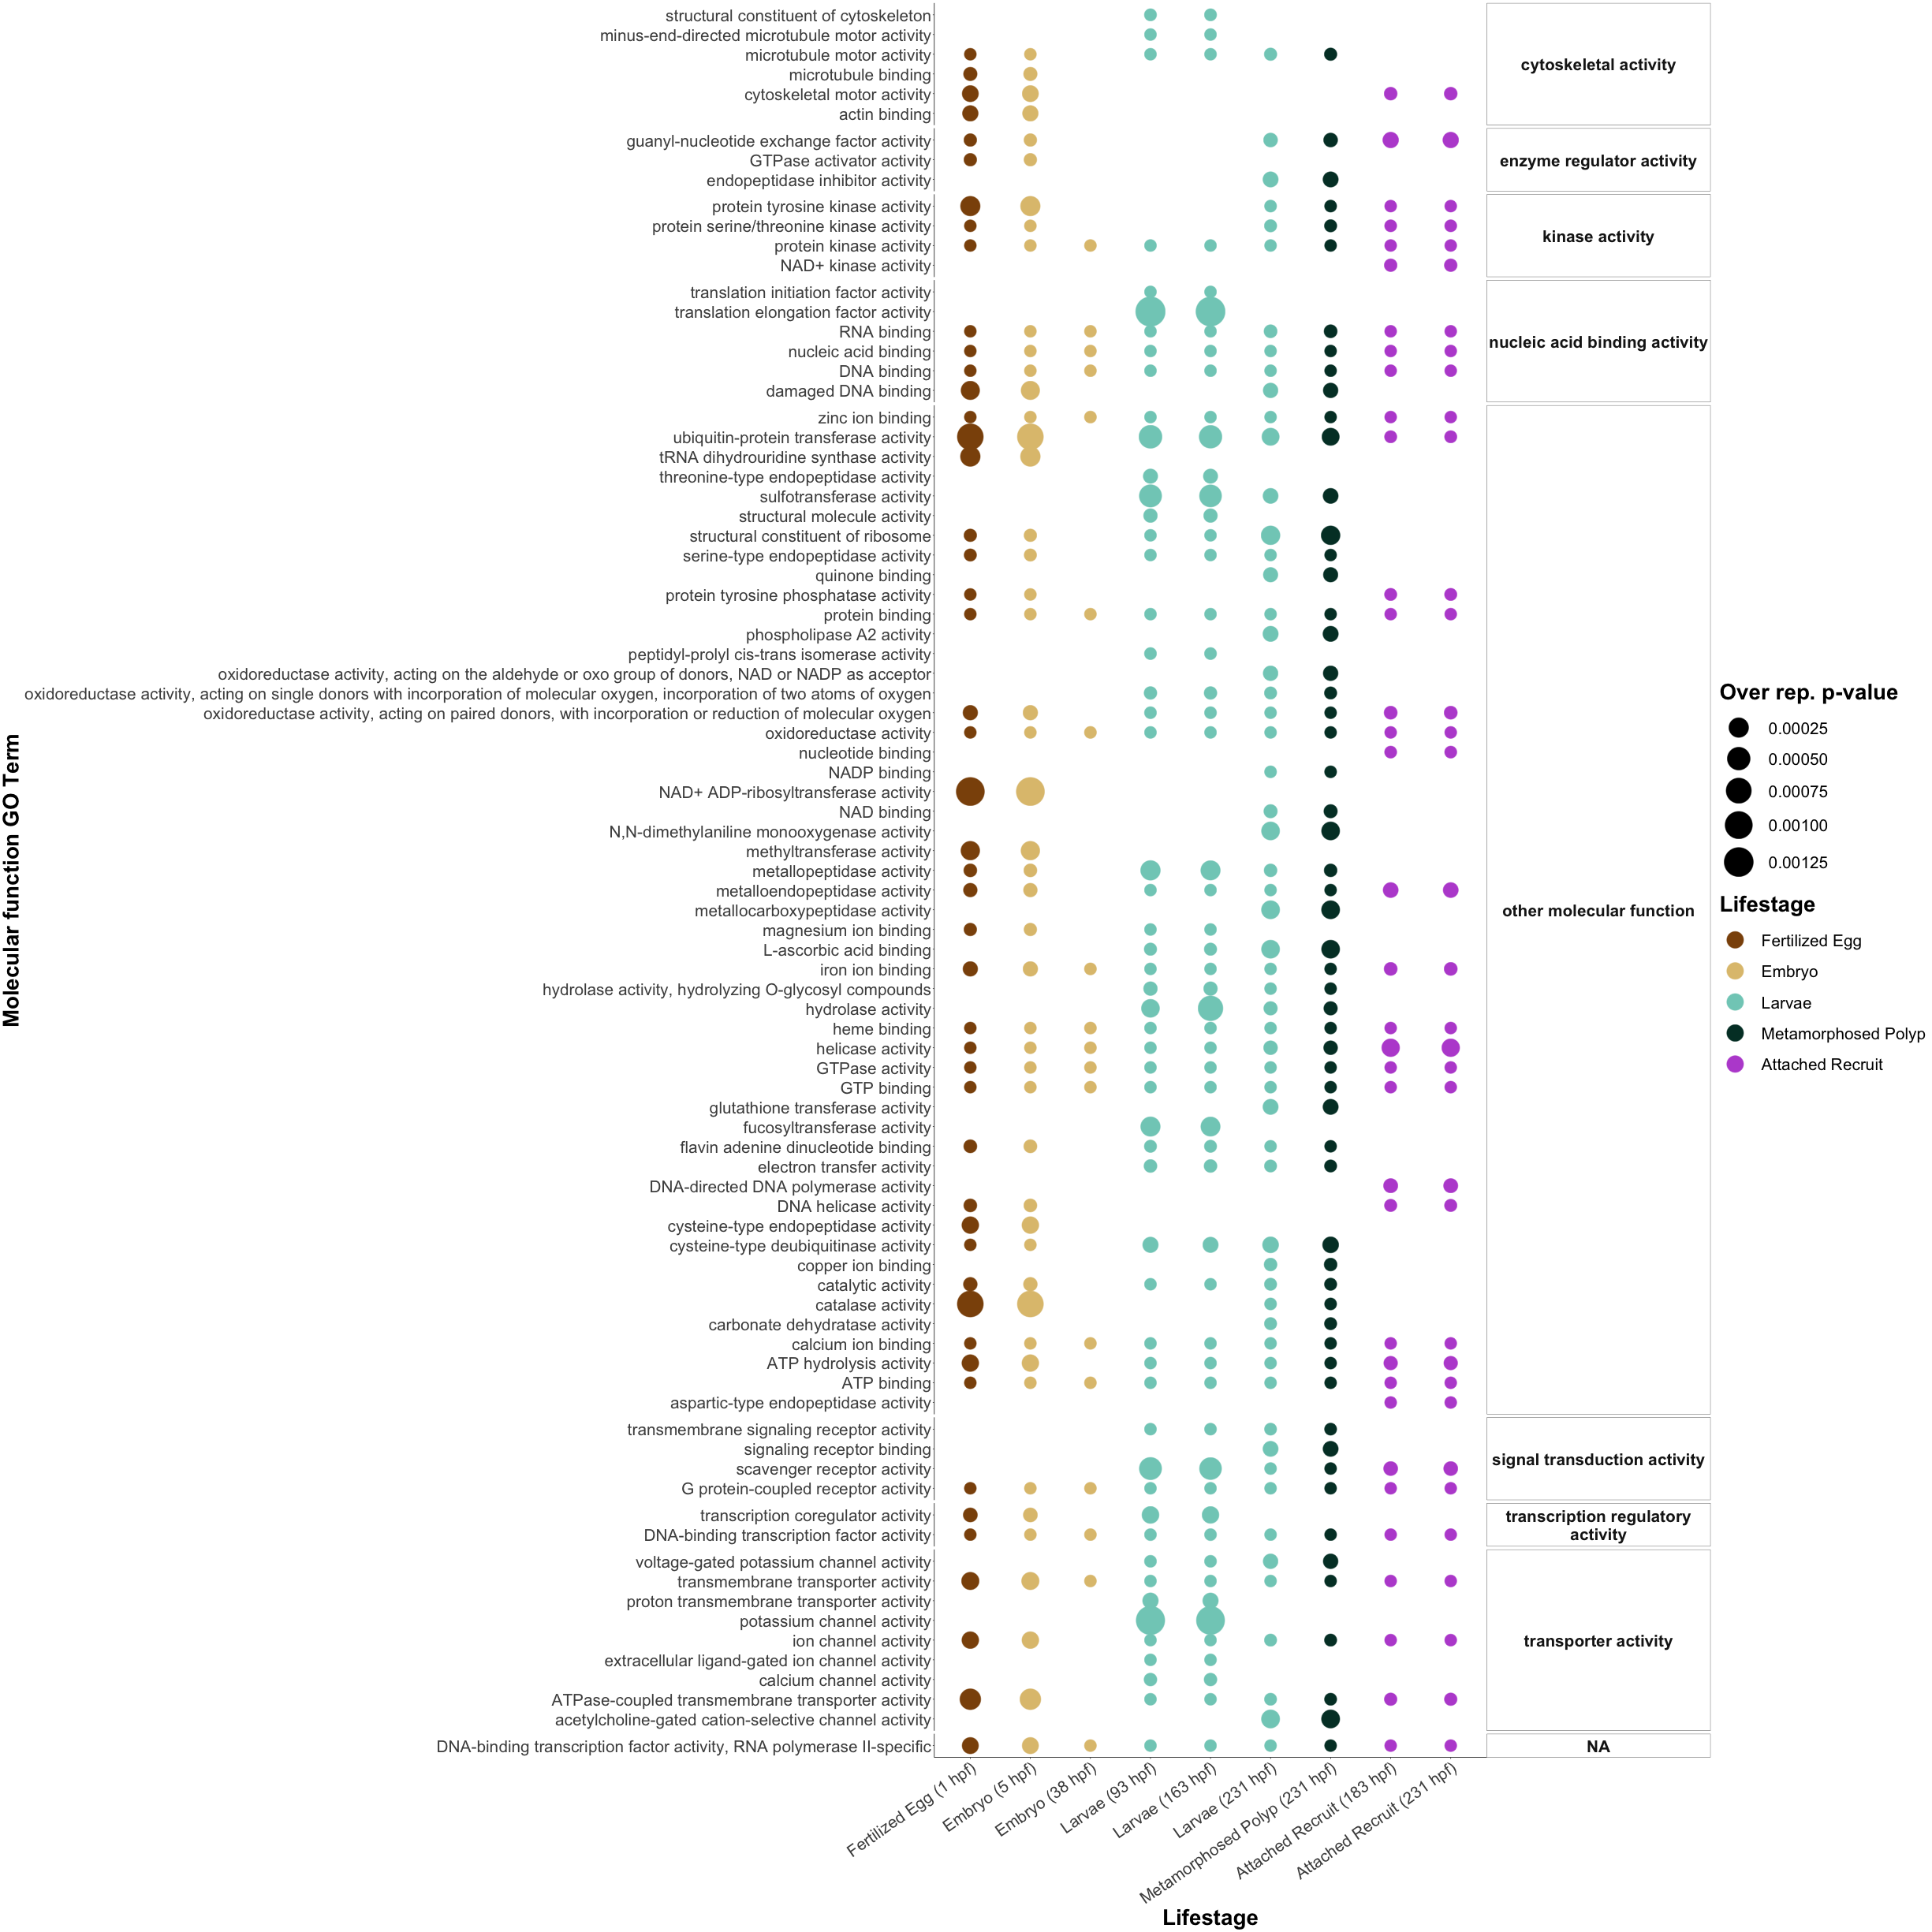 structural constituent of cytoskeleton
minus-end-directed microtubule motor activity
microtubule motor activity
microtubule binding
cytoskeletal motor activity
actin binding
cytoskeletal activity
guanyl-nucleotide exchange factor activity
GTPase activator activity
endopeptidase inhibitor activity
enzyme regulator activity
protein tyrosine kinase activity
protein serine/threonine kinase activity
protein kinase activity
NAD+ kinase activity
kinase activity
translation initiation factor activity
translation elongation factor activity
RNA binding
nucleic acid binding
DNA binding
damaged DNA binding
nucleic acid binding activity
zinc ion binding
ubiquitin-protein transferase activity
tRNA dihydrouridine synthase activity
threonine-type endopeptidase activity
sulfotransferase activity
structural molecule activity
structural constituent of ribosome
serine-type endopeptidase activity
quinone binding
protein tyrosine phosphatase activity
protein binding
phospholipase A2 activity
peptidyl-prolyl cis-trans isomerase activity
oxidoreductase activity, acting on the aldehyde or oxo group of donors, NAD or NADP as acceptor
oxidoreductase activity, acting on single donors with incorporation of molecular oxygen, incorporation of two atoms of oxygen
oxidoreductase activity, acting on paired donors, with incorporation or reduction of molecular oxygen
oxidoreductase activity
nucleotide binding
NADP binding
NAD+ ADP-ribosyltransferase activity
NAD binding
N,N-dimethylaniline monooxygenase activity
methyltransferase activity
metallopeptidase activity
metalloendopeptidase activity
metallocarboxypeptidase activity
magnesium ion binding
L-ascorbic acid binding
iron ion binding
hydrolase activity, hydrolyzing O-glycosyl compounds
hydrolase activity
heme binding
helicase activity
GTPase activity
GTP binding
glutathione transferase activity
fucosyltransferase activity
flavin adenine dinucleotide binding
electron transfer activity
DNA-directed DNA polymerase activity
DNA helicase activity
cysteine-type endopeptidase activity
cysteine-type deubiquitinase activity
copper ion binding
catalytic activity
catalase activity
carbonate dehydratase activity
calcium ion binding
ATP hydrolysis activity
ATP binding
aspartic-type endopeptidase activity
other molecular function
transmembrane signaling receptor activity
signaling receptor binding
scavenger receptor activity
G protein-coupled receptor activity
signal transduction activity
transcription coregulator activity
DNA-binding transcription factor activity
transcription regulatory
activity
voltage-gated potassium channel activity
transmembrane transporter activity
proton transmembrane transporter activity
potassium channel activity
ion channel activity
extracellular ligand-gated ion channel activity
calcium channel activity
ATPase-coupled transmembrane transporter activity
acetylcholine-gated cation-selective channel activity
transporter activity
DNA-binding transcription factor activity, RNA polymerase II-specific
NA
Molecular function GO Term
Fertilized Egg (1 hpf)
Embryo (5 hpf)
Embryo (38 hpf)
Larvae (93 hpf)
Larvae (163 hpf)
Larvae (231 hpf)
Metamorphosed Polyp (231 hpf)
Attached Recruit (183 hpf)
Attached Recruit (231 hpf)
Lifestage
Over rep. p-value
0.00025
0.00050
0.00075
0.00100
0.00125
Lifestage
Fertilized Egg
Embryo
Larvae
Metamorphosed Polyp
Attached Recruit